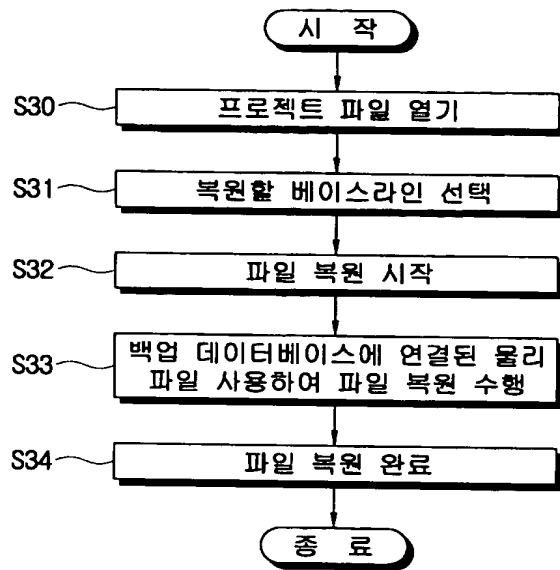 시 작
S30 프로젝트 파일 열기
S31 복원할 베이스라인 선택
S32 파일 복원 시작
S33 백업 데이터베이스에 연결된 물리
파일 사용하여 파일 복원 수행
S34 파일 복원 완료
종 료